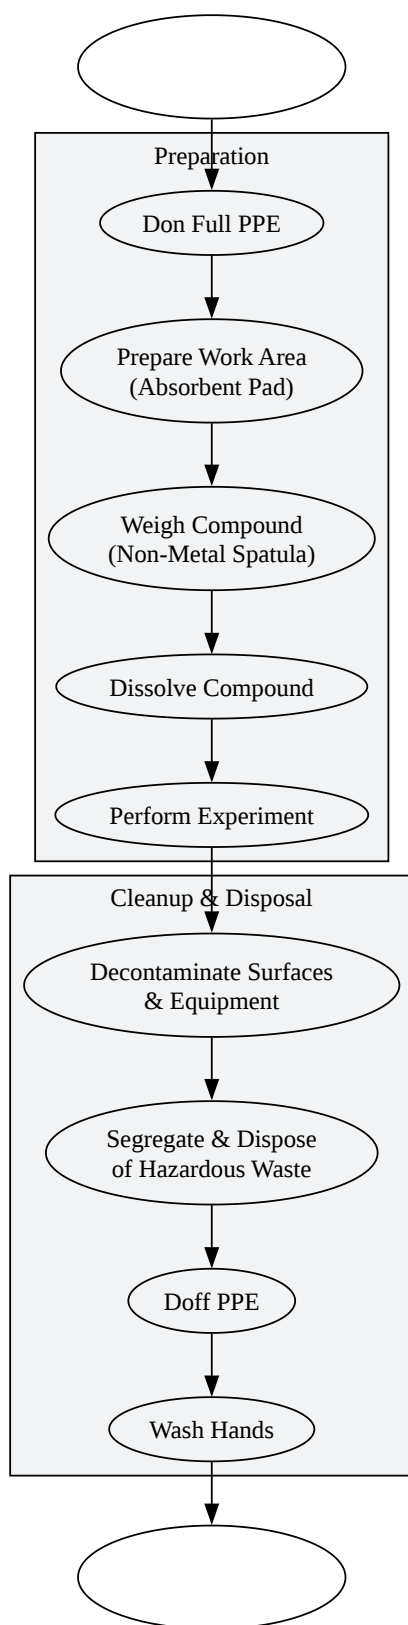 Preparation
Don Full PPE
Prepare Work Area
(Absorbent Pad)
Weigh Compound
(Non-Metal Spatula)
Dissolve Compound
Perform Experiment
Cleanup & Disposal
Decontaminate Surfaces
& Equipment
Segregate & Dispose
of Hazardous Waste
Doff PPE
Wash Hands